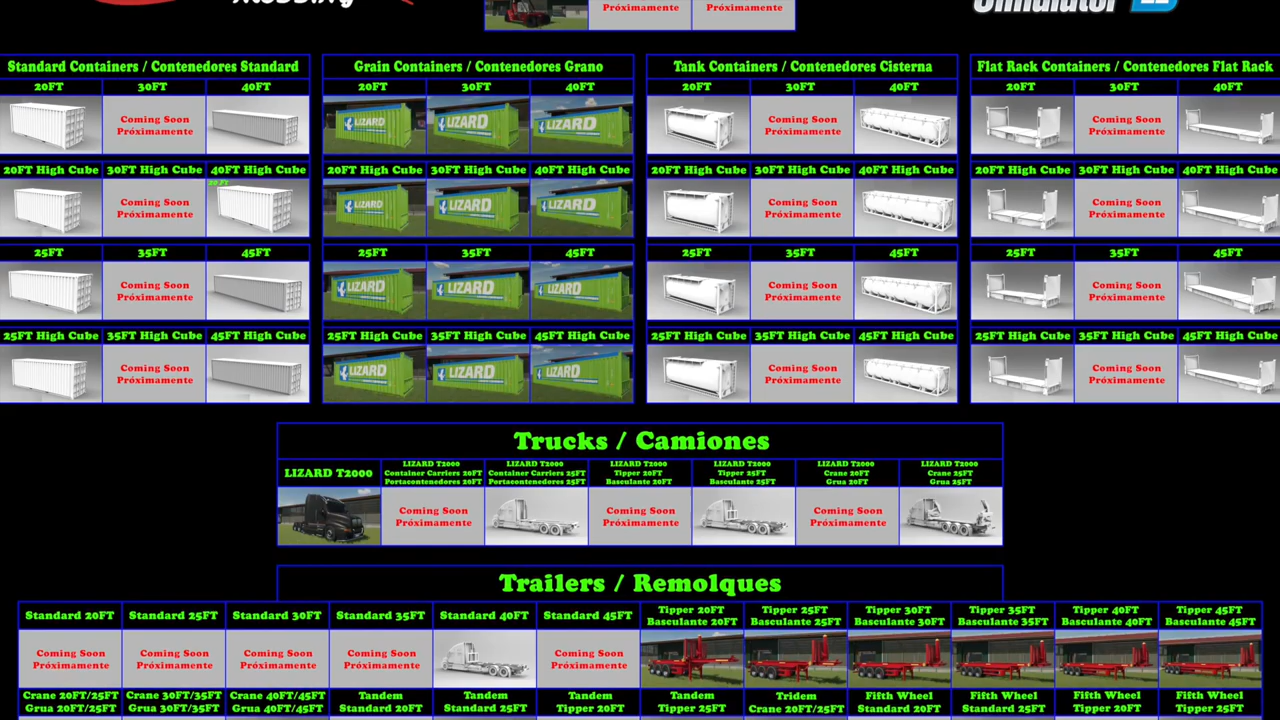 MODDING
Simulator 22
Próximamente Próximamente
Standard Containers / Contenedores Standard
20FT 30FT 40FT
Coming Soon
Próximamente
20FT High Cube 30FT High Cube 40FT High Cube
20 Ft
Coming Soon
Próximamente
25FT 35FT 45FT
Coming Soon
Próximamente
25FT High Cube 35FT High Cube 45FT High Cube
Coming Soon
Próximamente
Grain Containers / Contenedores Grano
20FT 30FT 40FT
LIZARD LIZARD LIZARD
20FT High Cube 30FT High Cube 40FT High Cube
LIZARD LIZARD LIZARD
25FT 35FT 45FT
LIZARD LIZARD LIZARD
25FT High Cube 35FT High Cube 45FT High Cube
LIZARD LIZARD LIZARD
Tank Containers / Contenedores Cisterna
20FT 30FT 40FT
Coming Soon
Próximamente
20FT High Cube 30FT High Cube 40FT High Cube
Coming Soon
Próximamente
25FT 35FT 45FT
Coming Soon
Próximamente
25FT High Cube 35FT High Cube 45FT High Cube
Coming Soon
Próximamente
Flat Rack Containers / Contenedores Flat Rack
20FT 30FT 40FT
Coming Soon
Próximamente
20FT High Cube 30FT High Cube 40FT High Cube
Coming Soon
Próximamente
25FT 35FT 45FT
Coming Soon
Próximamente
25FT High Cube 35FT High Cube 45FT High Cube
Coming Soon
Próximamente
Trucks / Camiones
LIZARD T2000
LIZARD T2000
Container Carriers 20FT
Portacontenedores 20FT
LIZARD T2000
Container Carriers 25FT
Portacontenedores 25FT
LIZARD T2000
Tipper 20FT
Basculante 20FT
LIZARD T2000
Tipper 25FT
Basculante 25FT
LIZARD T2000
Crane 20FT
Grua 20FT
LIZARD T2000
Crane 25FT
Grua 25FT
Coming Soon
Próximamente
Coming Soon
Próximamente
Coming Soon
Próximamente
Trailers / Remolques
Standard 20FT
Standard 25FT
Standard 30FT
Standard 35FT
Standard 40FT
Standard 45FT
Tipper 20FT
Basculante 20FT
Tipper 25FT
Basculante 25FT
Tipper 30FT
Basculante 30FT
Tipper 35FT
Basculante 35FT
Tipper 40FT
Basculante 40FT
Tipper 45FT
Basculante 45FT
Coming Soon
Próximamente
Coming Soon
Próximamente
Coming Soon
Próximamente
Coming Soon
Próximamente
Coming Soon
Próximamente
Crane 20FT/25FT
Grua 20FT/25FT
Crane 30FT/35FT
Grua 30FT/35FT
Crane 40FT/45FT
Grua 40FT/45FT
Tandem
Standard 20FT
Tandem
Standard 25FT
Tandem
Tipper 20FT
Tandem
Tipper 25FT
Tridem
Crane 20FT/25FT
Fifth Wheel
Standard 20FT
Fifth Wheel
Standard 25FT
Fifth Wheel
Tipper 20FT
Fifth Wheel
Tipper 25FT